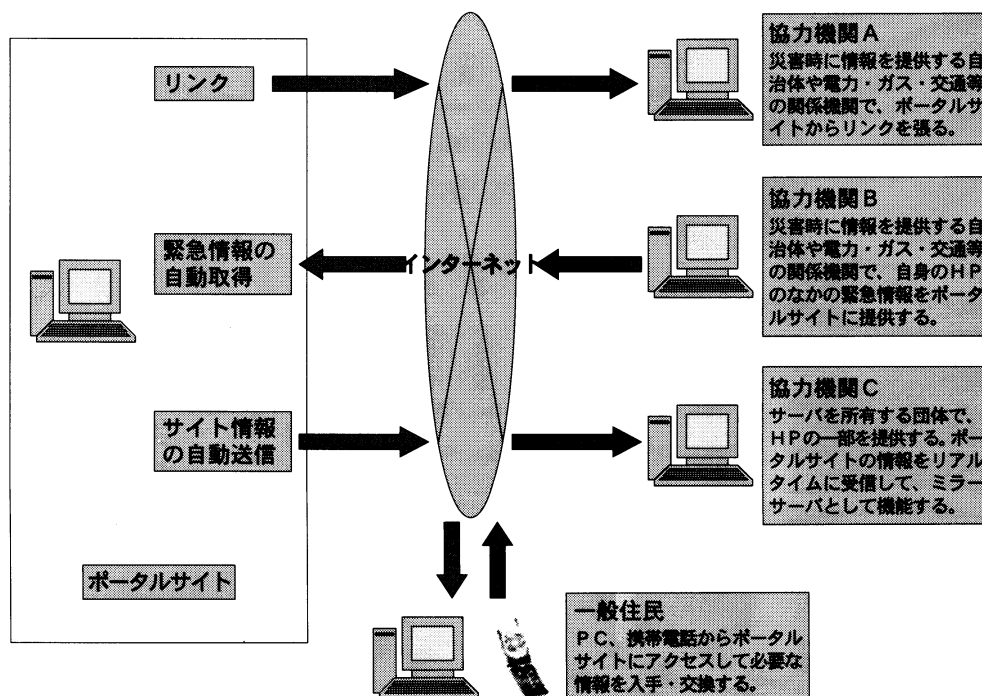 リンク
緊急情報の
自動取得
サイト情報
の自動送信
ポータルサイト
インターネット
協力機関A
災害時に情報を提供する自
治体や電力・ガス・交通等
の関係機関で、ポータルサ
イトからリンクを張る。
協力機関B
災害時に情報を提供する自
治体や電力・ガス・交通等
の関係機関で、自身のHP
のなかの緊急情報をポータ
ルサイトに提供する。
協力機関C
サーバを所有する団体で、
HPの一部を提供する。ポー
タルサイトの情報をリアル
タイムに受信して、ミラー
サーバとして機能する。
一般住民
PC、携帯電話からポータル
サイトにアクセスして必要な
情報を入手・交換する。